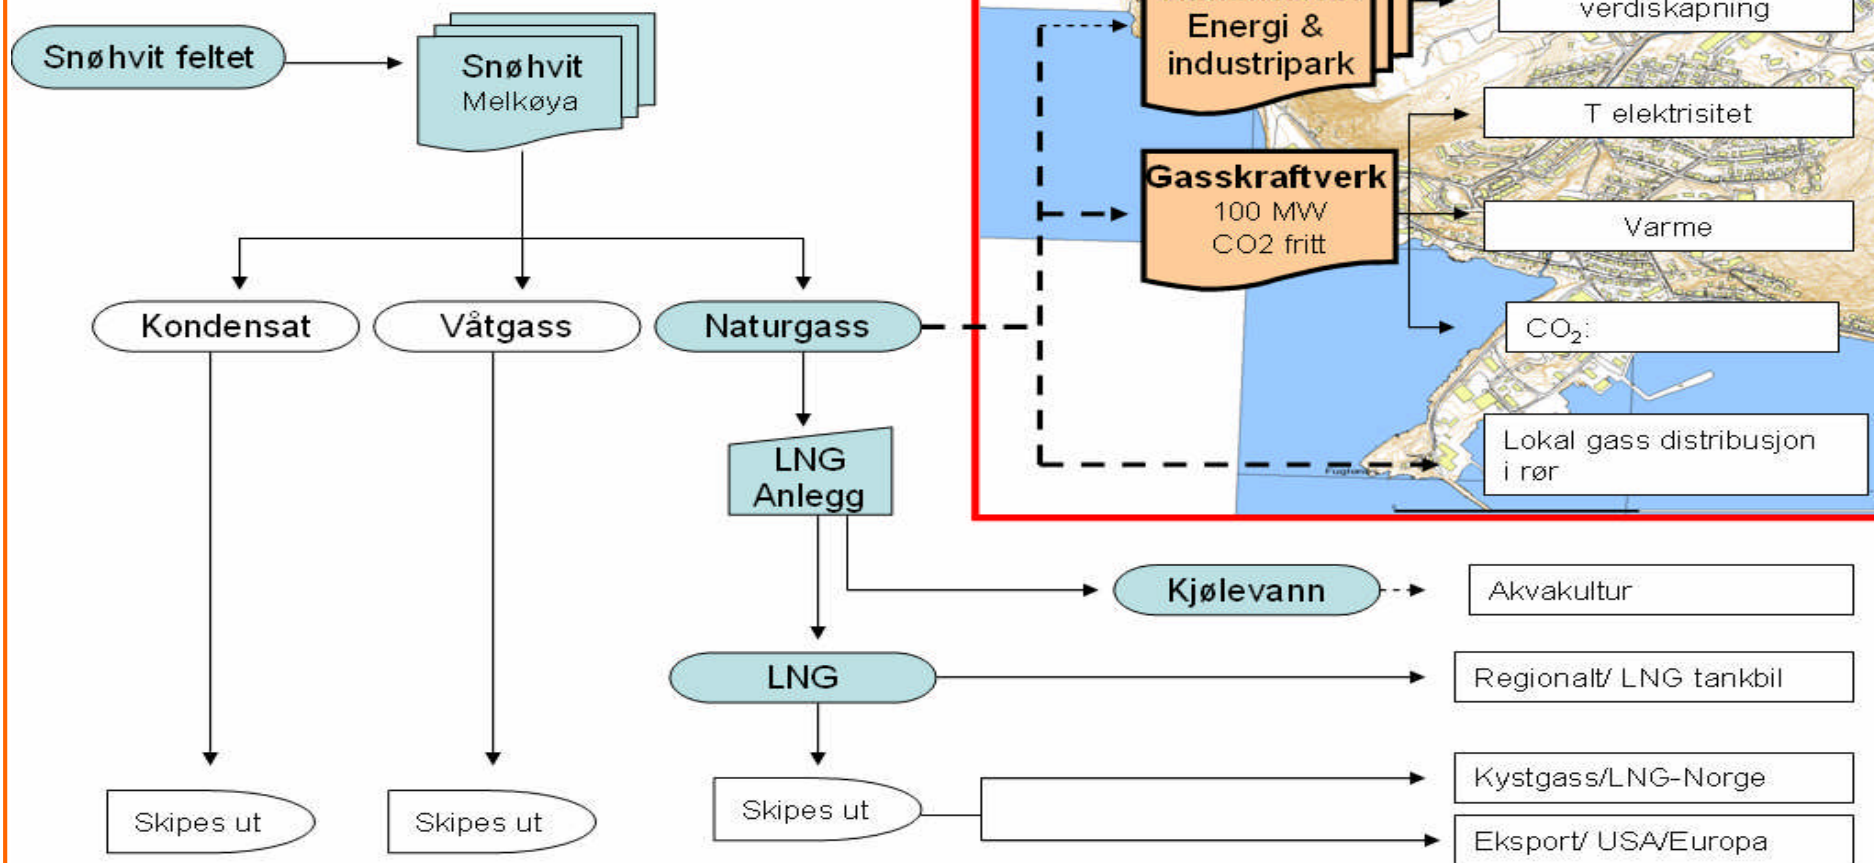 verdiskapning
Energi &
industripark
Snøhvit feltet
Snøhvit
Melkøya
T elektrisitet
Gasskraftverk
100 MW
CO2 fritt
Varme
Kondensat
Våtgass
Naturgass
CO₂:
Lokal gass distribusjon
i rør
LNG
Anlegg
Kjølevann
Akvakultur
LNG
Regionalt/ LNG tankbil
Skipes ut
Skipes ut
Skipes ut
Kystgass/LNG-Norge
Eksport/ USA/Europa